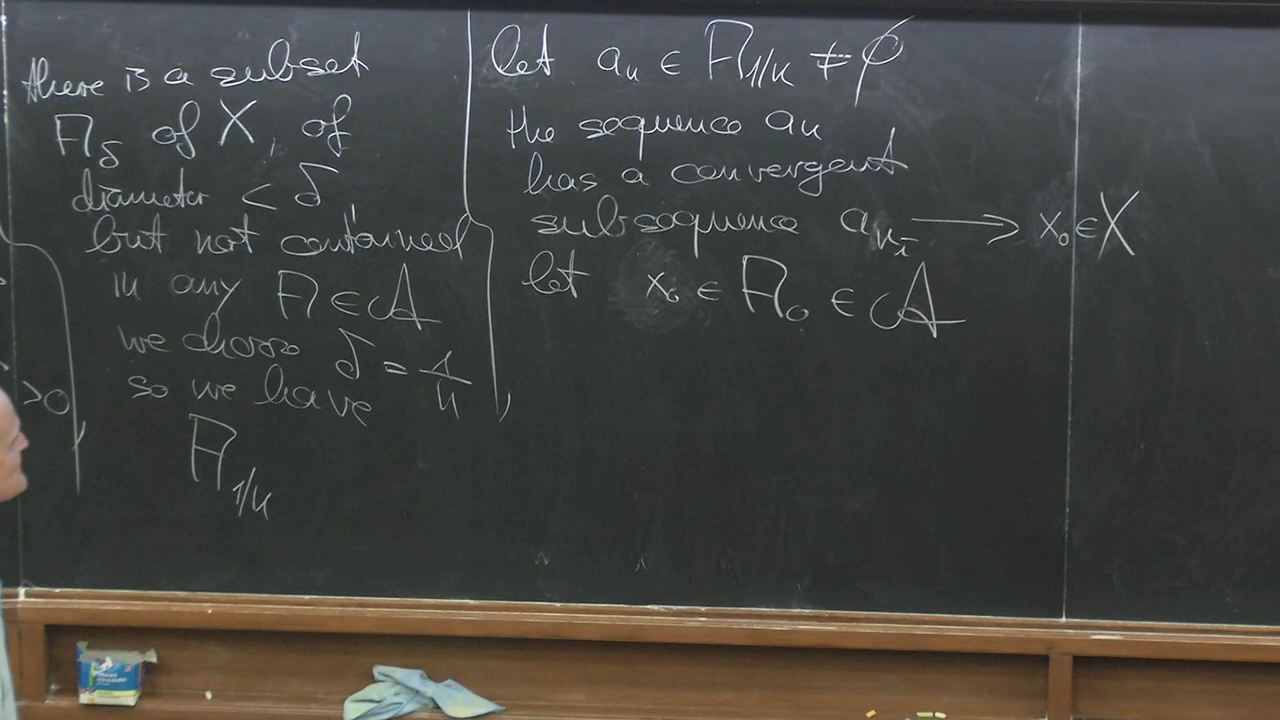 there is a subset
A_δ of X, of
diameter < δ
but not contained
in any A ∈ 𝒜
we choose δ = 1/n
so we have
A_{1/n}
>0
let a_n ∈ A_{1/n} ≠ ∅
the sequence a_n
has a convergent
subsequence a_{n_i} ⟶ x_0 ∈ X
let x_0 ∈ A_0 ∈ 𝒜